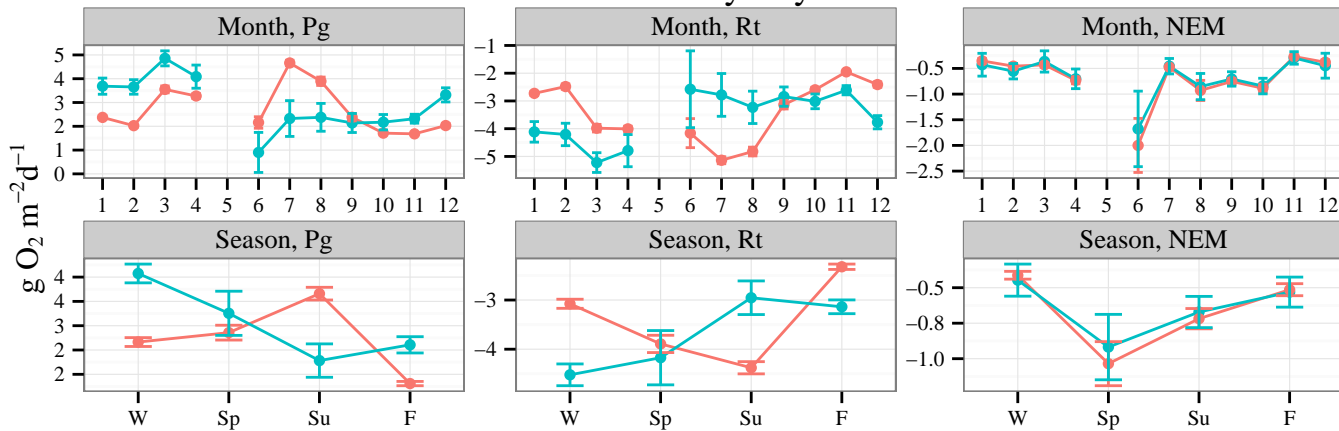 Month, Pg
Month, Rt
Month, NEM
5
4
3
2
1
0
−1
−2
−3
−4
−5
−0.5
−1.0
−1.5
−2.0
−2.5
1 2 3 4 5 6 7 8 9 10 11 12
1 2 3 4 5 6 7 8 9 10 11 12
1 2 3 4 5 6 7 8 9 10 11 12
g O₂ m⁻²d⁻¹
Season, Pg
Season, Rt
Season, NEM
4
4
3
2
2
−3
−4
−0.5
−0.8
−1.0
W Sp Su F
W Sp Su F
W Sp Su F